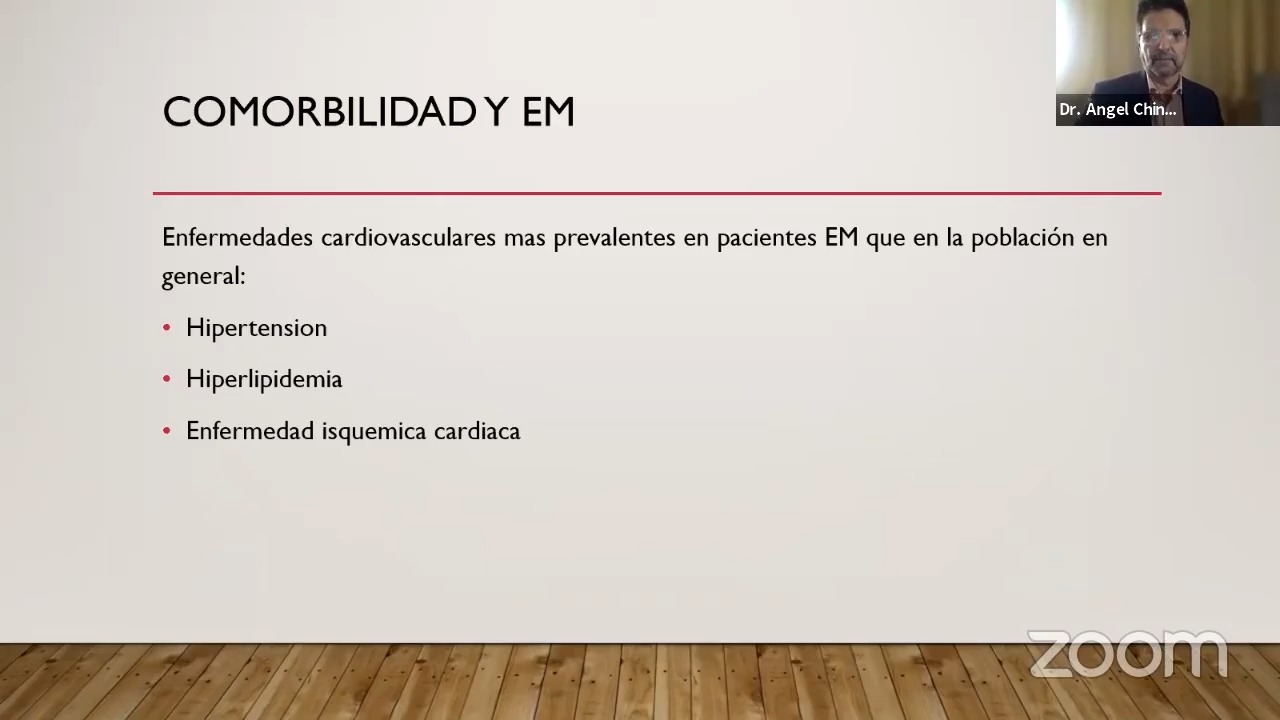 COMORBILIDAD Y EM
Dr. Angel Chin...
Enfermedades cardiovasculares mas prevalentes en pacientes EM que en la población en
general:
• Hipertension
• Hiperlipidemia
• Enfermedad isquemica cardiaca
zoom